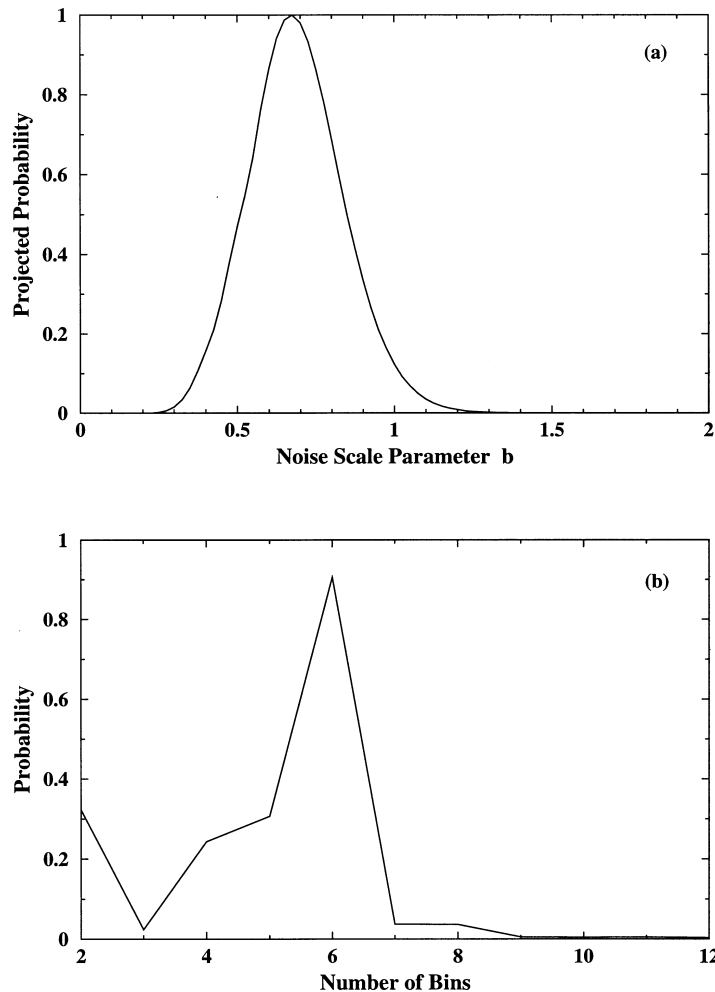 1
(a)
0.8
0.6
0.4
0.2
0
Projected Probability
0 0.5 1 1.5 2
Noise Scale Parameter b
1
(b)
0.8
0.6
0.4
0.2
0
Probability
2 4 6 8 10 12
Number of Bins